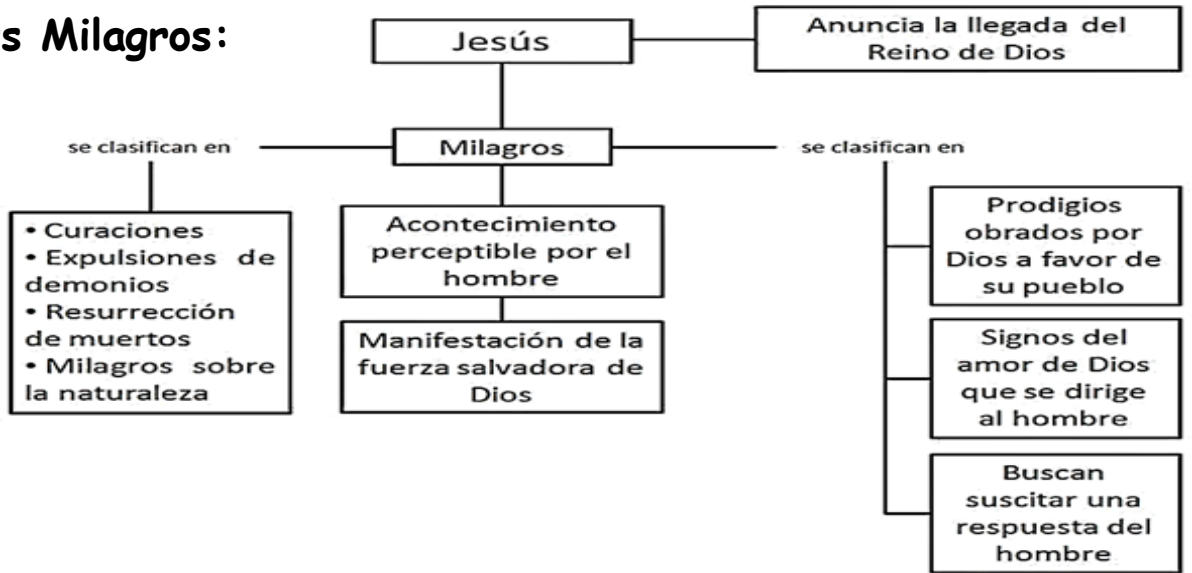 s Milagros:
Jesús
Anuncia la llegada del
Reino de Dios
se clasifican en
Milagros
se clasifican en
• Curaciones
• Expulsiones de
demonios
• Resurrección
de muertos
• Milagros sobre
la naturaleza
Acontecimiento
perceptible por el
hombre
Manifestación de la
fuerza salvadora de
Dios
Prodigios
obrados por
Dios a favor de
su pueblo
Signos del
amor de Dios
que se dirige
al hombre
Buscan
suscitar una
respuesta del
hombre